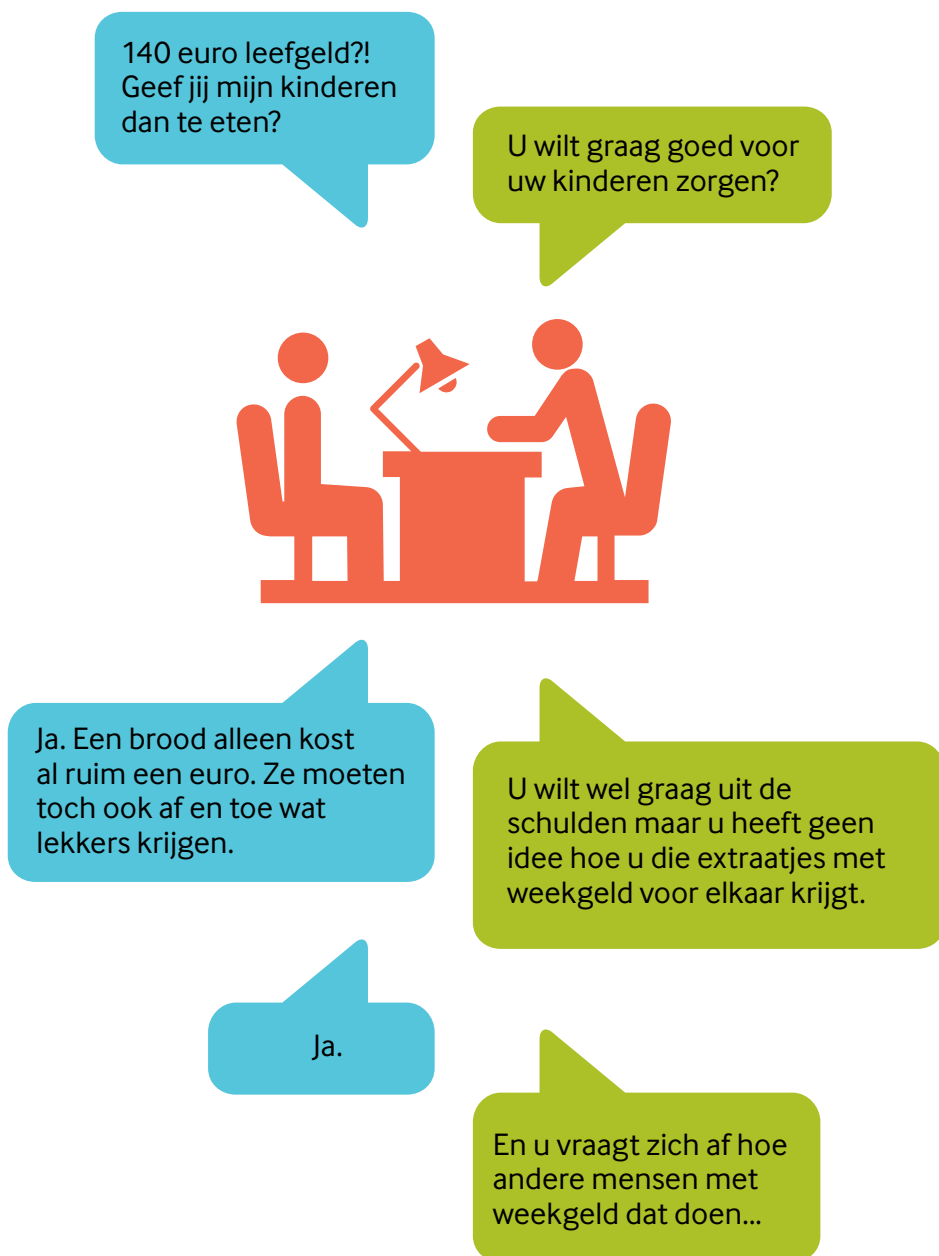 140 euro leefgeld?!
Geef jij mijn kinderen
dan te eten?
U wilt graag goed voor
uw kinderen zorgen?
Ja. Een brood alleen kost
al ruim een euro. Ze moeten
toch ook af en toe wat
lekkers krijgen.
U wilt wel graag uit de
schulden maar u heeft geen
idee hoe u die extraatjes met
weekgeld voor elkaar krijgt.
Ja.
En u vraagt zich af hoe
andere mensen met
weekgeld dat doen...